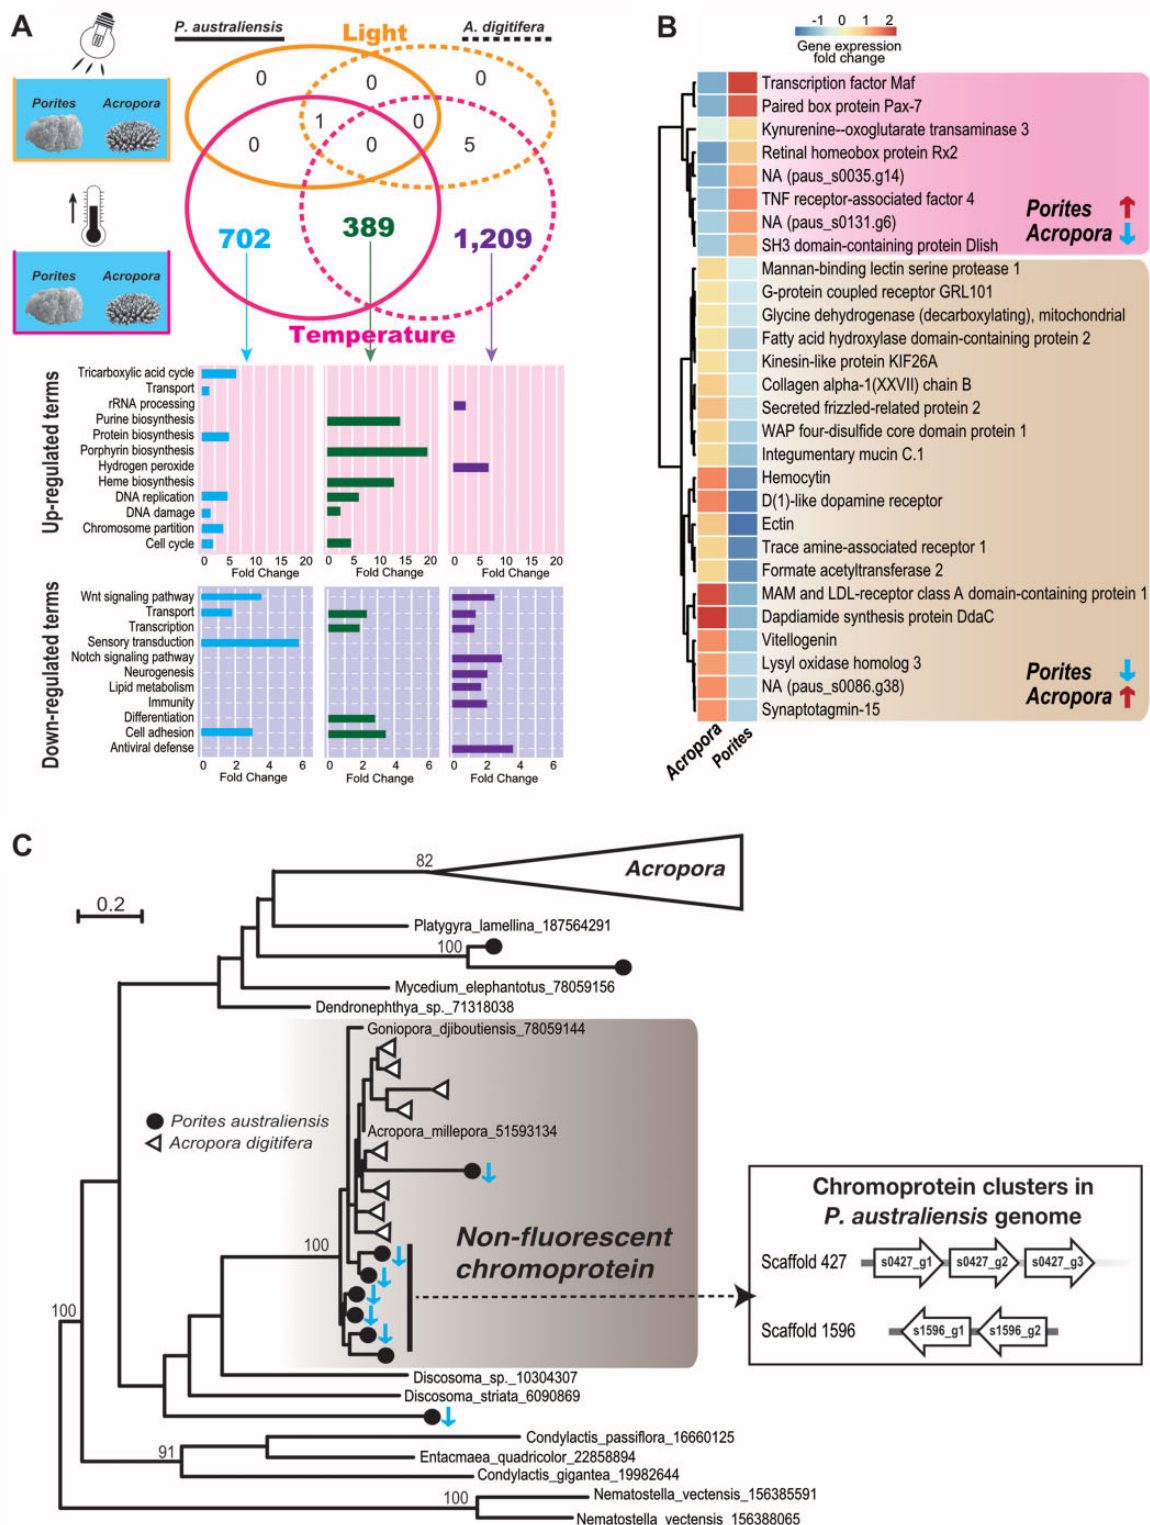 A
P. australiensis
Light
A. digitifera
0
0
0
Porites
Acropora
1
0
0
0
5
702
389
1,209
Porites
Acropora
Temperature
Up-regulated terms
Tricarboxylic acid cycle
Transport
rRNA processing
Purine biosynthesis
Protein biosynthesis
Porphyrin biosynthesis
Hydrogen peroxide
Heme biosynthesis
DNA replication
DNA damage
Chromosome partition
Cell cycle
0 5 10 15 20
0 5 10 15 20
0 5 10 15 20
Fold Change
Fold Change
Fold Change
Down-regulated terms
Wnt signaling pathway
Transport
Transcription
Sensory transduction
Notch signaling pathway
Neurogenesis
Lipid metabolism
Immunity
Differentiation
Cell adhesion
Antiviral defense
0 2 4 6
0 2 4 6
0 2 4 6
Fold Change
Fold Change
Fold Change
B
-1 0 1 2
Gene expression
fold change
Transcription factor Maf
Paired box protein Pax-7
Kynurenine--oxoglutarate transaminase 3
Retinal homeobox protein Rx2
NA (paus_s0035.g14)
TNF receptor-associated factor 4
NA (paus_s0131.g6)
SH3 domain-containing protein Dlish
Porites ↑
Acropora ↓
Mannan-binding lectin serine protease 1
G-protein coupled receptor GRL101
Glycine dehydrogenase (decarboxylating), mitochondrial
Fatty acid hydroxylase domain-containing protein 2
Kinesin-like protein KIF26A
Collagen alpha-1(XXVII) chain B
Secreted frizzled-related protein 2
WAP four-disulfide core domain protein 1
Integumentary mucin C.1
Hemocytin
D(1)-like dopamine receptor
Ectin
Trace amine-associated receptor 1
Formate acetyltransferase 2
MAM and LDL-receptor class A domain-containing protein 1
Dapdiamide synthesis protein DdaC
Vitellogenin
Lysyl oxidase homolog 3
NA (paus_s0086.g38)
Synaptotagmin-15
Porites ↓
Acropora ↑
Acropora
Porites
C
0.2
82
Acropora
Platygyra_lamellina_187564291
100
Mycedium_elephantotus_78059156
Dendronephthya_sp._71318038
Goniopora_djiboutiensis_78059144
Porites australiensis
Acropora digitifera
Acropora_millepora_51593134
100
Non-fluorescent
chromoprotein
Chromoprotein clusters in
P. australiensis genome
Scaffold 427
s0427_g1
s0427_g2
s0427_g3
Scaffold 1596
s1596_g1
s1596_g2
100
Discosoma_sp._10304307
Discosoma_striata_6090869
Condylactis_passiflora_16660125
91
Entacmaea_quadricolor_22858894
Condylactis_gigantea_19982644
100
Nematostella_vectensis_156385591
Nematostella_vectensis_156388065